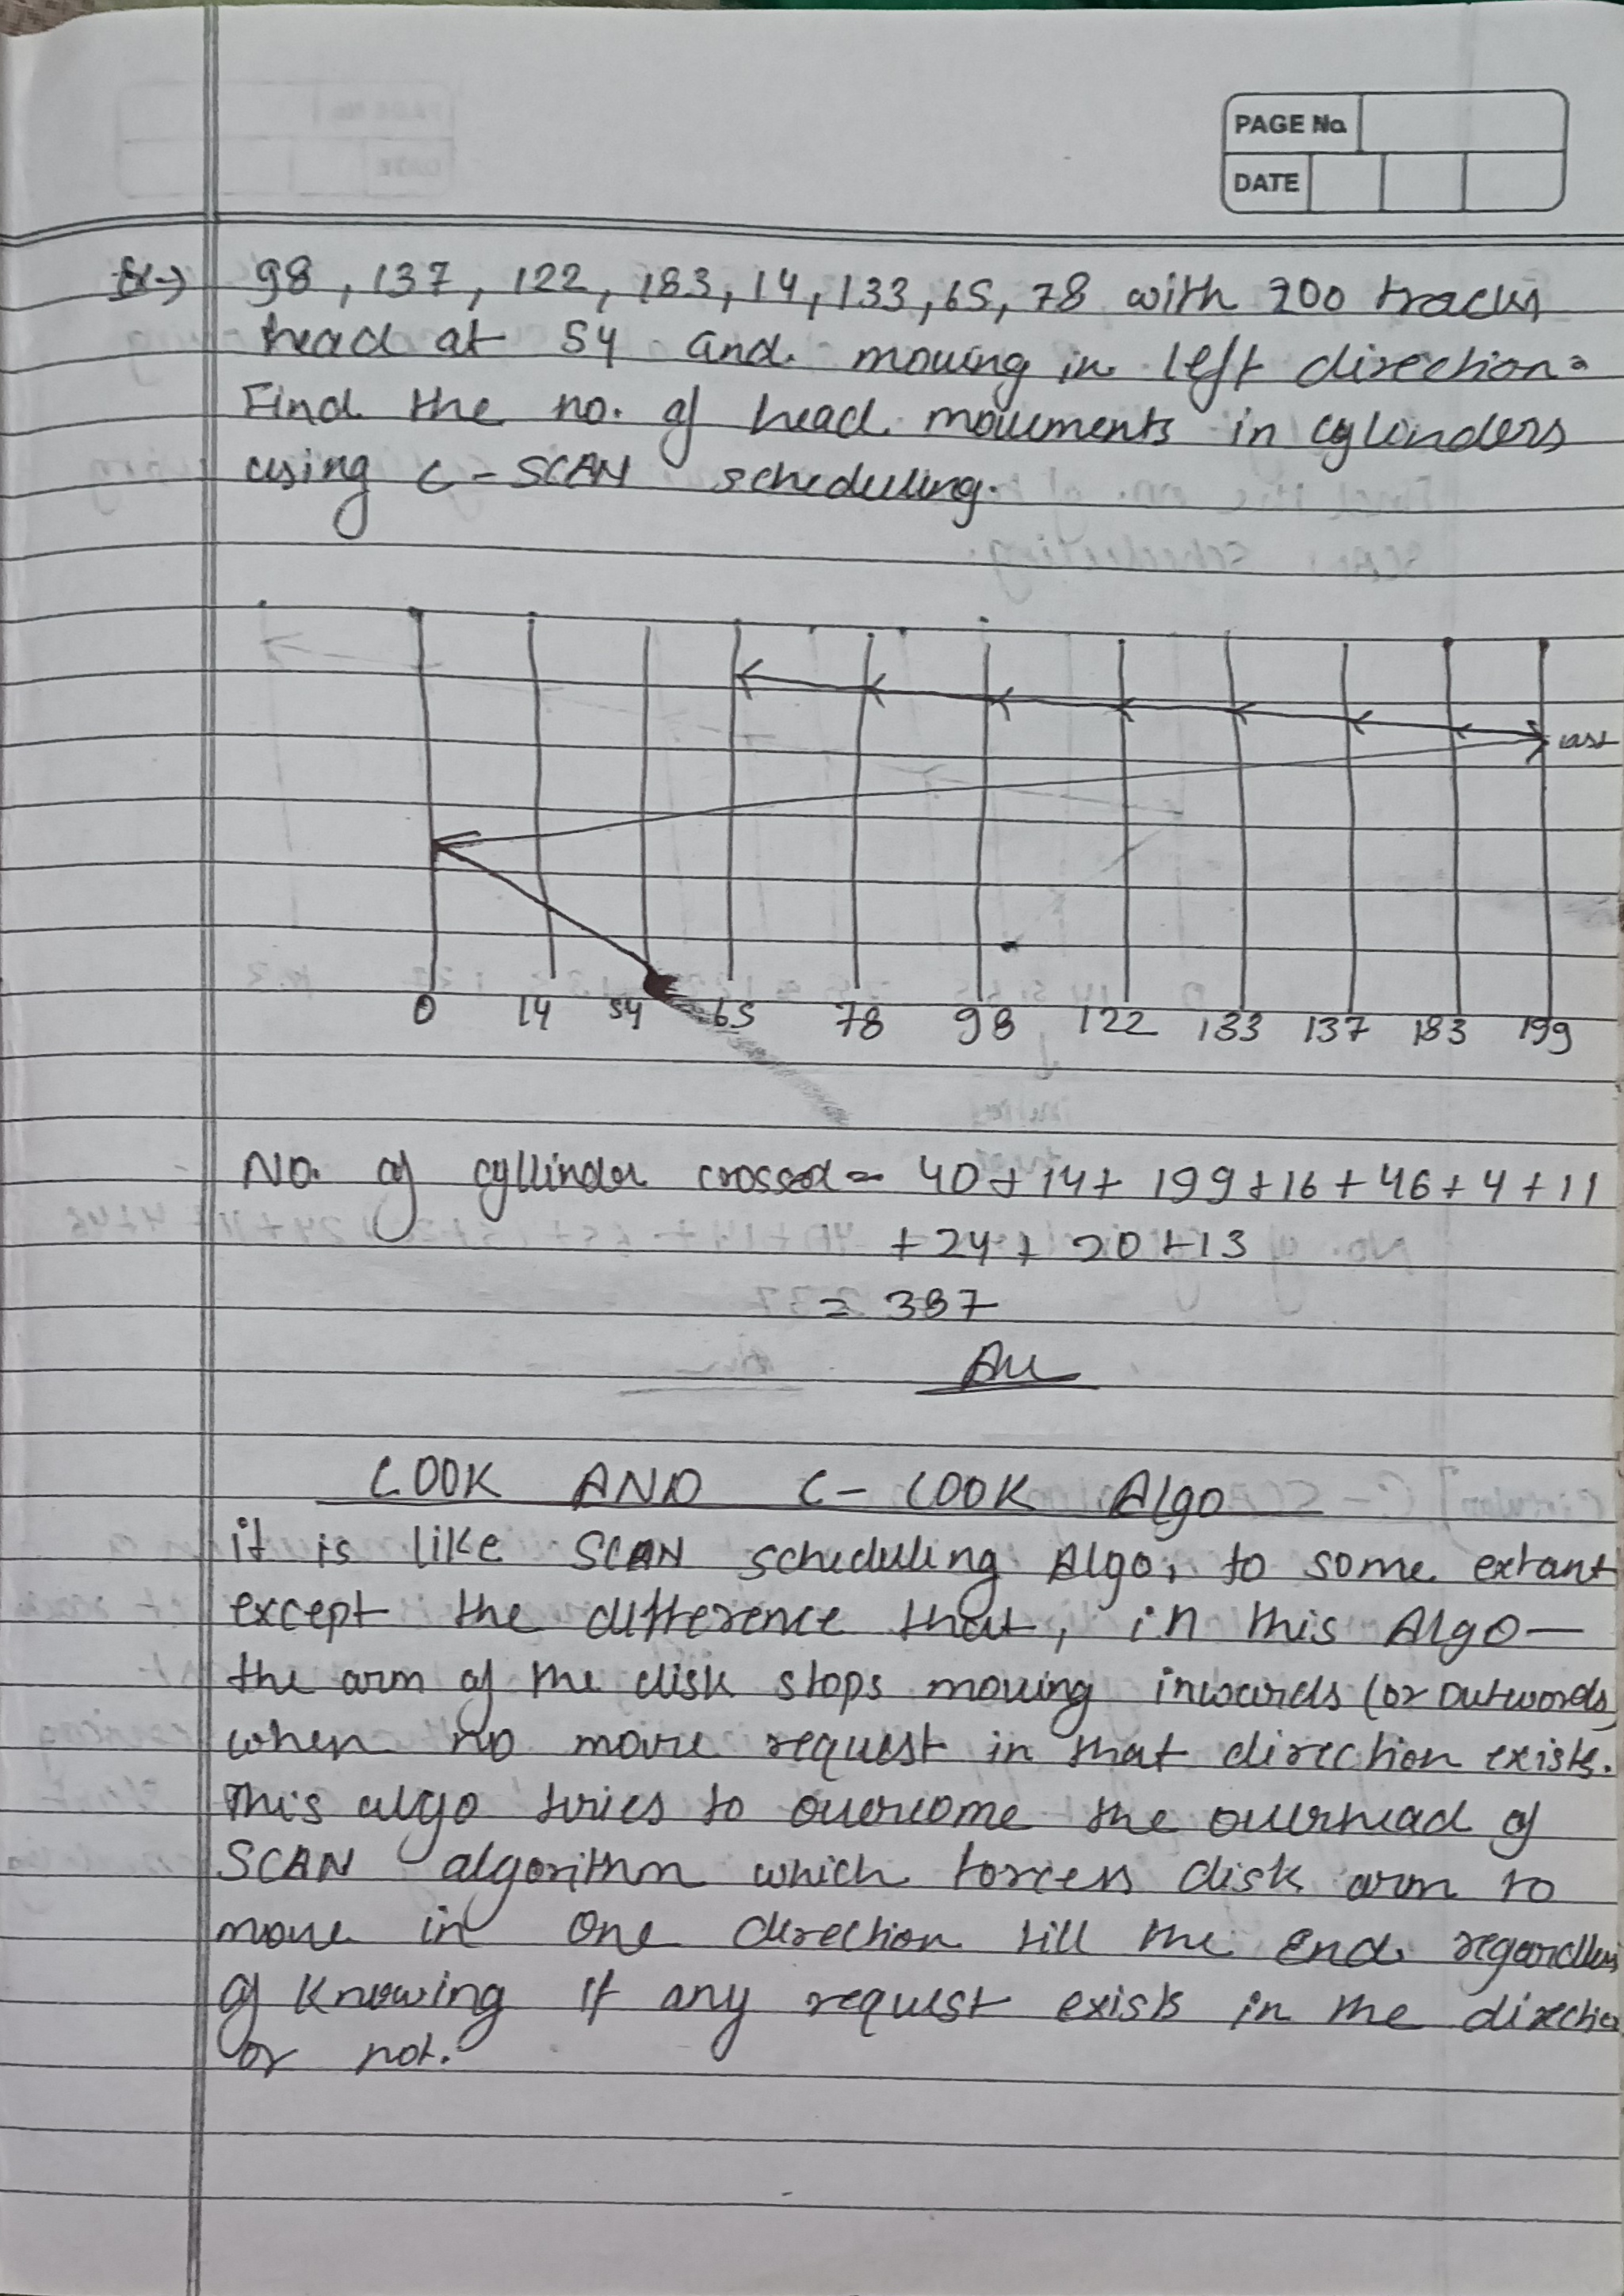 PAGE No
DATE
Ex→ 98, 137, 122, 183, 14, 133, 65, 78 with 200 tracks
head at 54 and moving in left direction.
Find the no. of head movements in cylinders
using C-SCAN scheduling.
last
0 14 54 65 78 98 122 133 137 183 199
No. of cyllinder crossed = 40 + 14 + 199 + 16 + 46 + 4 + 11
+ 24 + 20 + 13
= 387
Ans
LOOK AND C-LOOK Algo
it is like SCAN scheduling Algo, to some extant
except the difference that, in this Algo—
the arm of the disk stops moving inwards (or outwords)
when no more request in that direction exists.
This algo tries to overcome the overhead of
SCAN algorithm which forces disk arm to
move in one direction till the end regardless
of knowing if any request exists in the direction
or not.